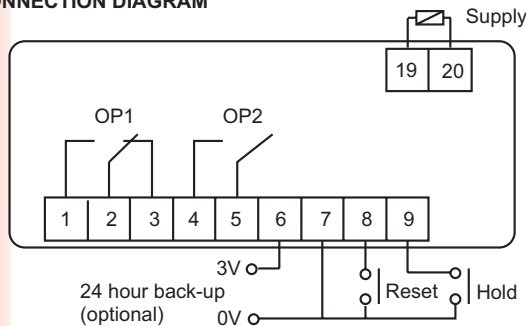 ONNECTION DIAGRAM
Supply
19 20
OP1 OP2
1 2 3 4 5 6 7 8 9
3V
24 hour back-up
(optional)
0V
Reset
Hold